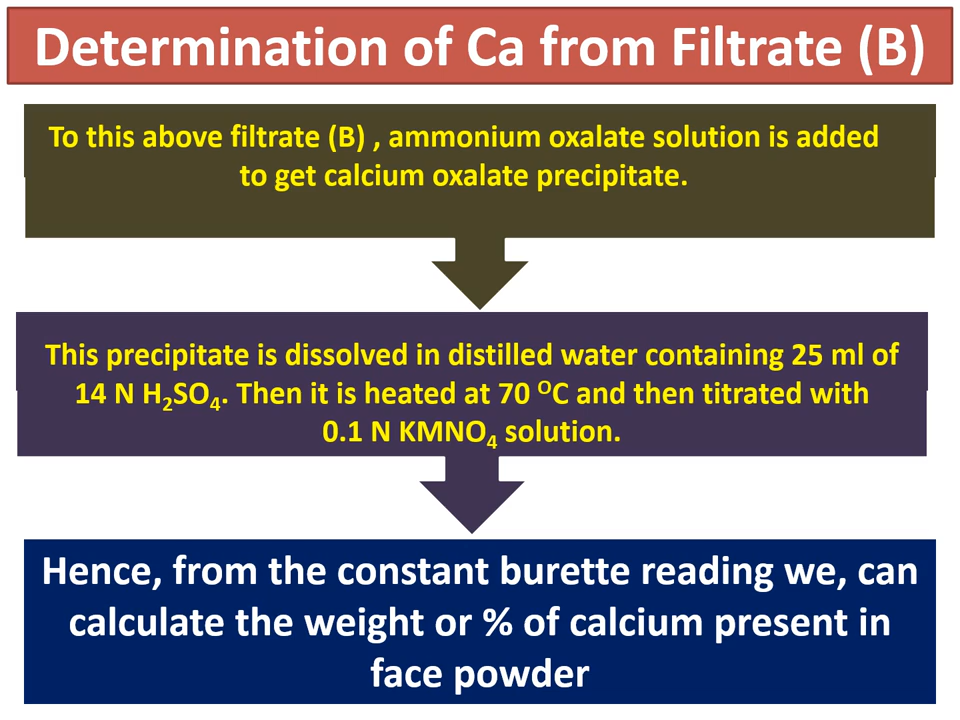 Determination of Ca from Filtrate (B)
To this above filtrate (B) , ammonium oxalate solution is added
to get calcium oxalate precipitate.
This precipitate is dissolved in distilled water containing 25 ml of
14 N H₂SO₄. Then it is heated at 70 ᴼC and then titrated with
0.1 N KMNO₄ solution.
Hence, from the constant burette reading we, can
calculate the weight or % of calcium present in
face powder